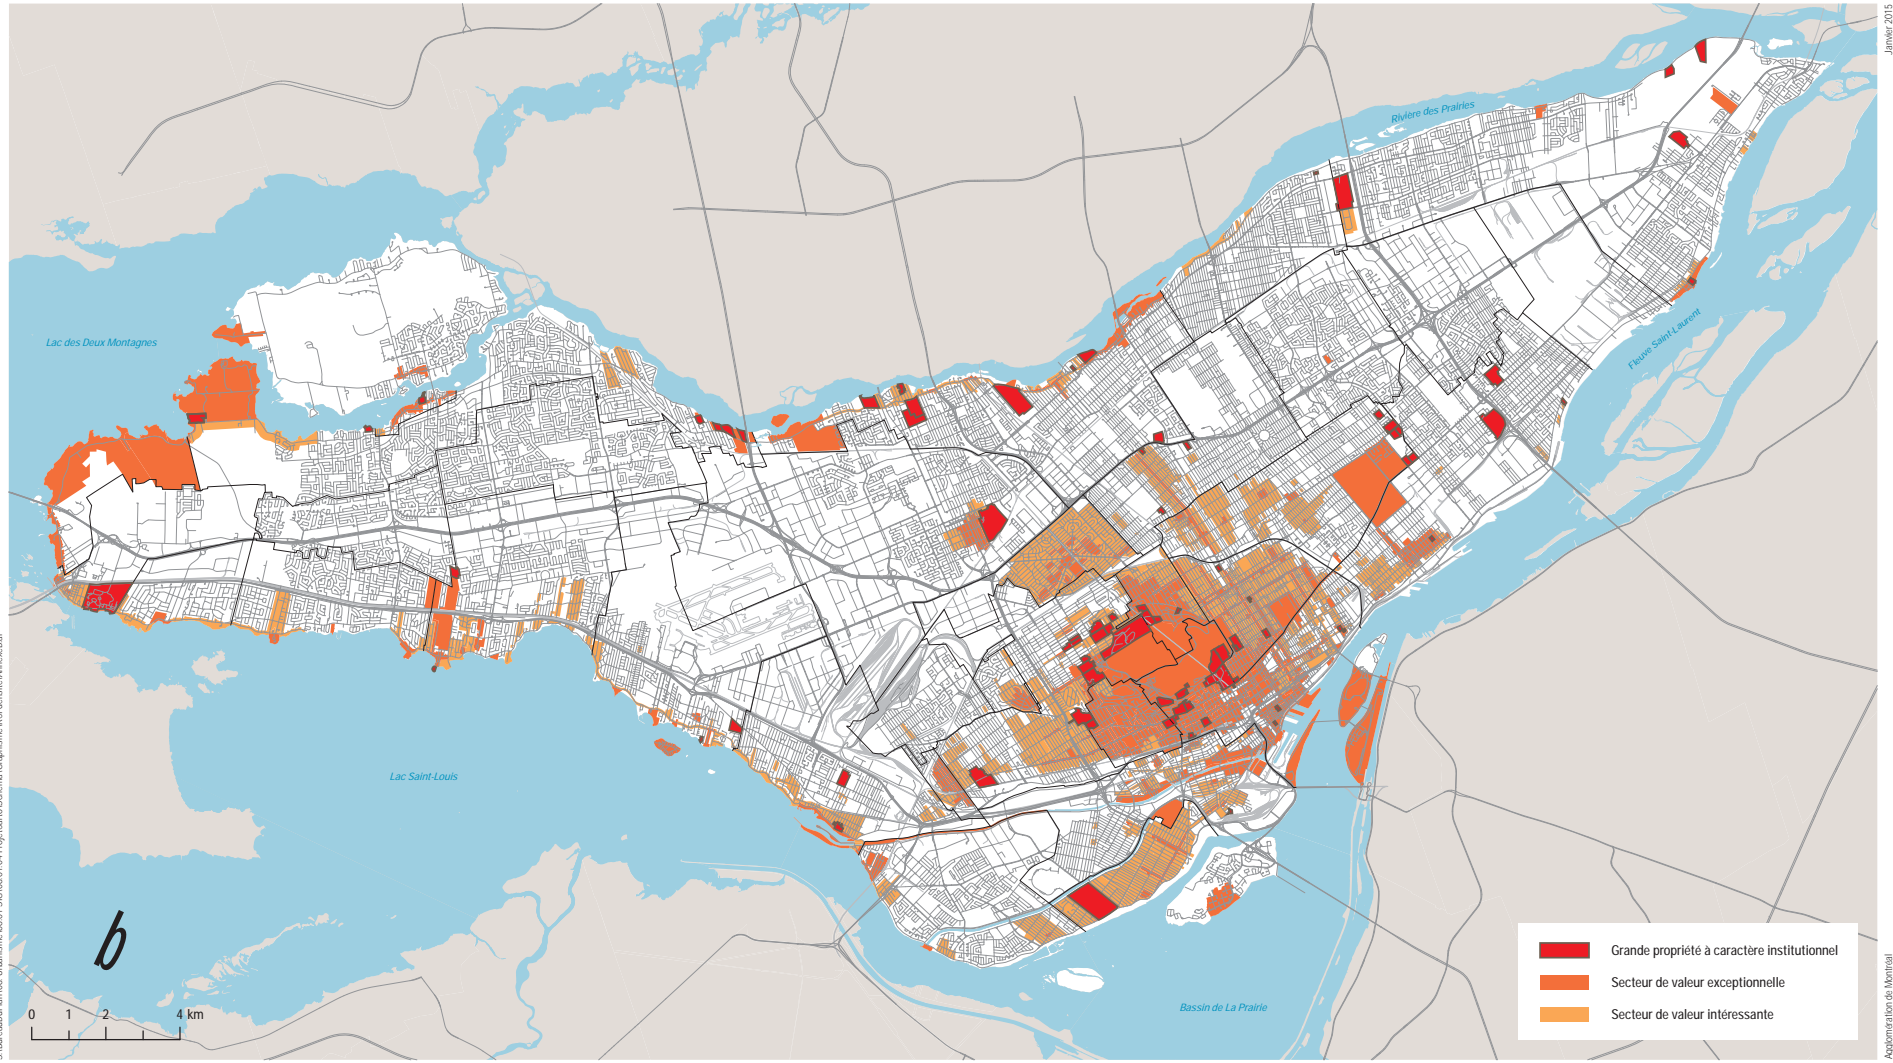 Janvier 2015
Rivière des Prairies
Lac des Deux Montagnes
Fleuve Saint-Laurent
Lac Saint-Louis
Bassin de La Prairie
0 1 2 4 km
Grande propriété à caractère institutionnel
Secteur de valeur exceptionnelle
Secteur de valeur intéressante
Agglomération de Montréal